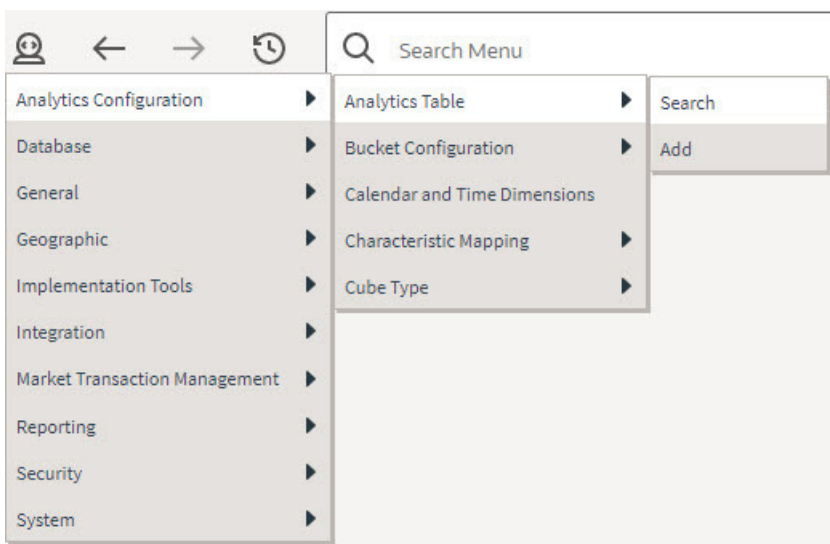 Search Menu
Analytics Configuration
Database
General
Geographic
Implementation Tools
Integration
Market Transaction Management
Reporting
Security
System
Analytics Table
Bucket Configuration
Calendar and Time Dimensions
Characteristic Mapping
Cube Type
Search
Add